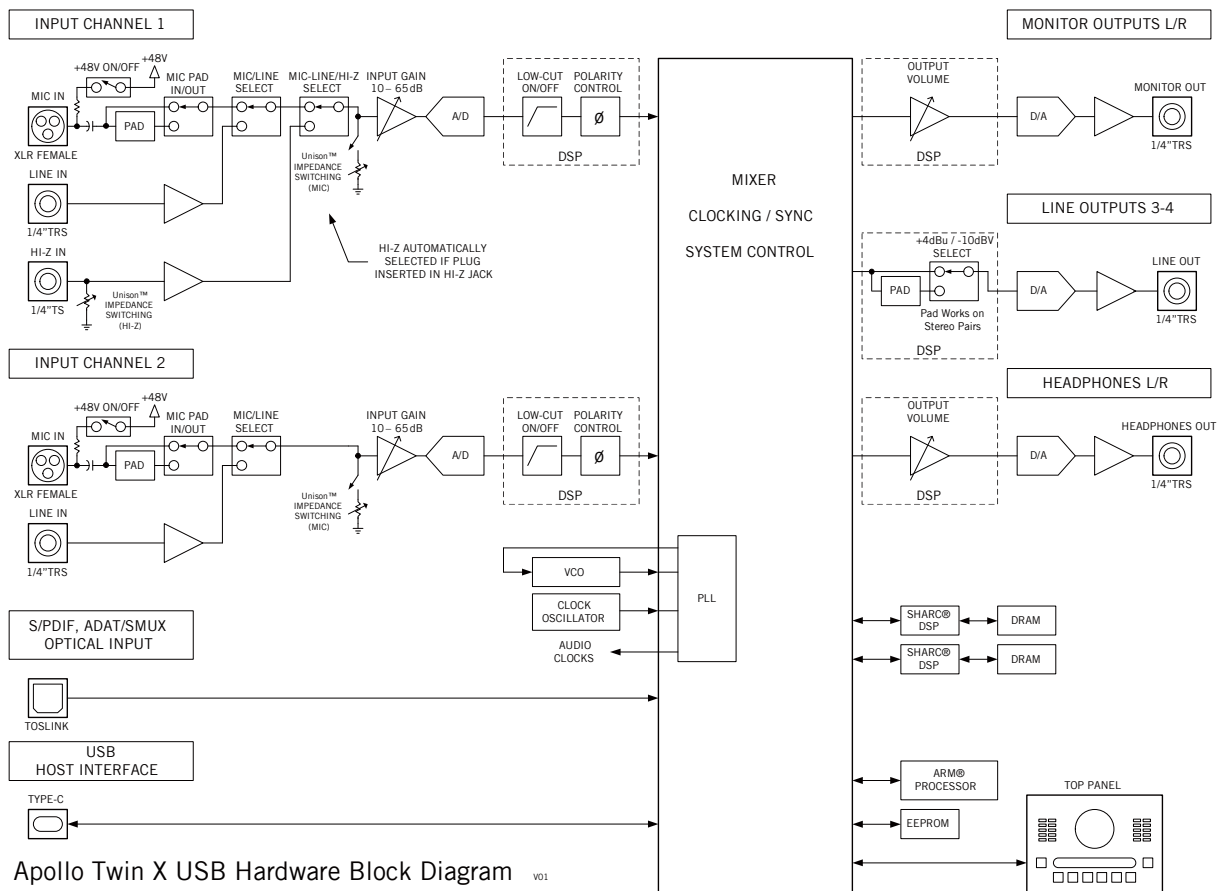 INPUT CHANNEL 1
+48V ON/OFF
+48V
MIC IN
XLR FEMALE
PAD
MIC PAD
IN/OUT
MIC/LINE
SELECT
MIC-LINE/HI-Z
SELECT
INPUT GAIN
10– 65dB
A/D
LOW-CUT
ON/OFF
POLARITY
CONTROL
Ø
DSP
Unison™
IMPEDANCE
SWITCHING
(MIC)
LINE IN
1/4"TRS
HI-Z IN
1/4"TS
Unison™
IMPEDANCE
SWITCHING
(HI-Z)
HI-Z AUTOMATICALLY
SELECTED IF PLUG
INSERTED IN HI-Z JACK
INPUT CHANNEL 2
+48V ON/OFF
+48V
MIC IN
XLR FEMALE
PAD
MIC PAD
IN/OUT
MIC/LINE
SELECT
INPUT GAIN
10– 65dB
A/D
LOW-CUT
ON/OFF
POLARITY
CONTROL
Ø
DSP
Unison™
IMPEDANCE
SWITCHING
(MIC)
LINE IN
1/4"TRS
S/PDIF, ADAT/SMUX
OPTICAL INPUT
TOSLINK
USB
HOST INTERFACE
TYPE-C
MIXER
CLOCKING / SYNC
SYSTEM CONTROL
VCO
CLOCK
OSCILLATOR
AUDIO
CLOCKS
PLL
MONITOR OUTPUTS L/R
OUTPUT
VOLUME
DSP
D/A
MONITOR OUT
1/4"TRS
LINE OUTPUTS 3-4
+4dBu / -10dBV
SELECT
PAD
Pad Works on
Stereo Pairs
DSP
D/A
LINE OUT
1/4"TRS
HEADPHONES L/R
OUTPUT
VOLUME
DSP
D/A
HEADPHONES OUT
1/4"TRS
SHARC®
DSP
DRAM
SHARC®
DSP
DRAM
ARM®
PROCESSOR
EEPROM
TOP PANEL
Apollo Twin X USB Hardware Block Diagram V01